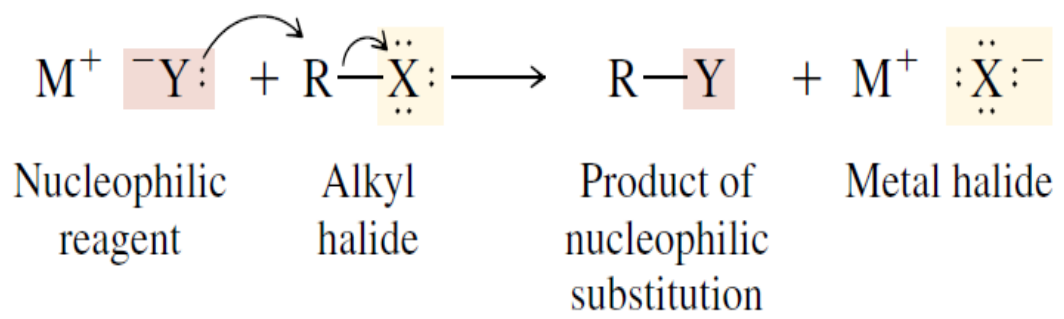 M⁺ ⁻Y: + R—X: ⟶ R—Y + M⁺ :X:⁻
Nucleophilic Alkyl Product of Metal halide
reagent halide nucleophilic
substitution